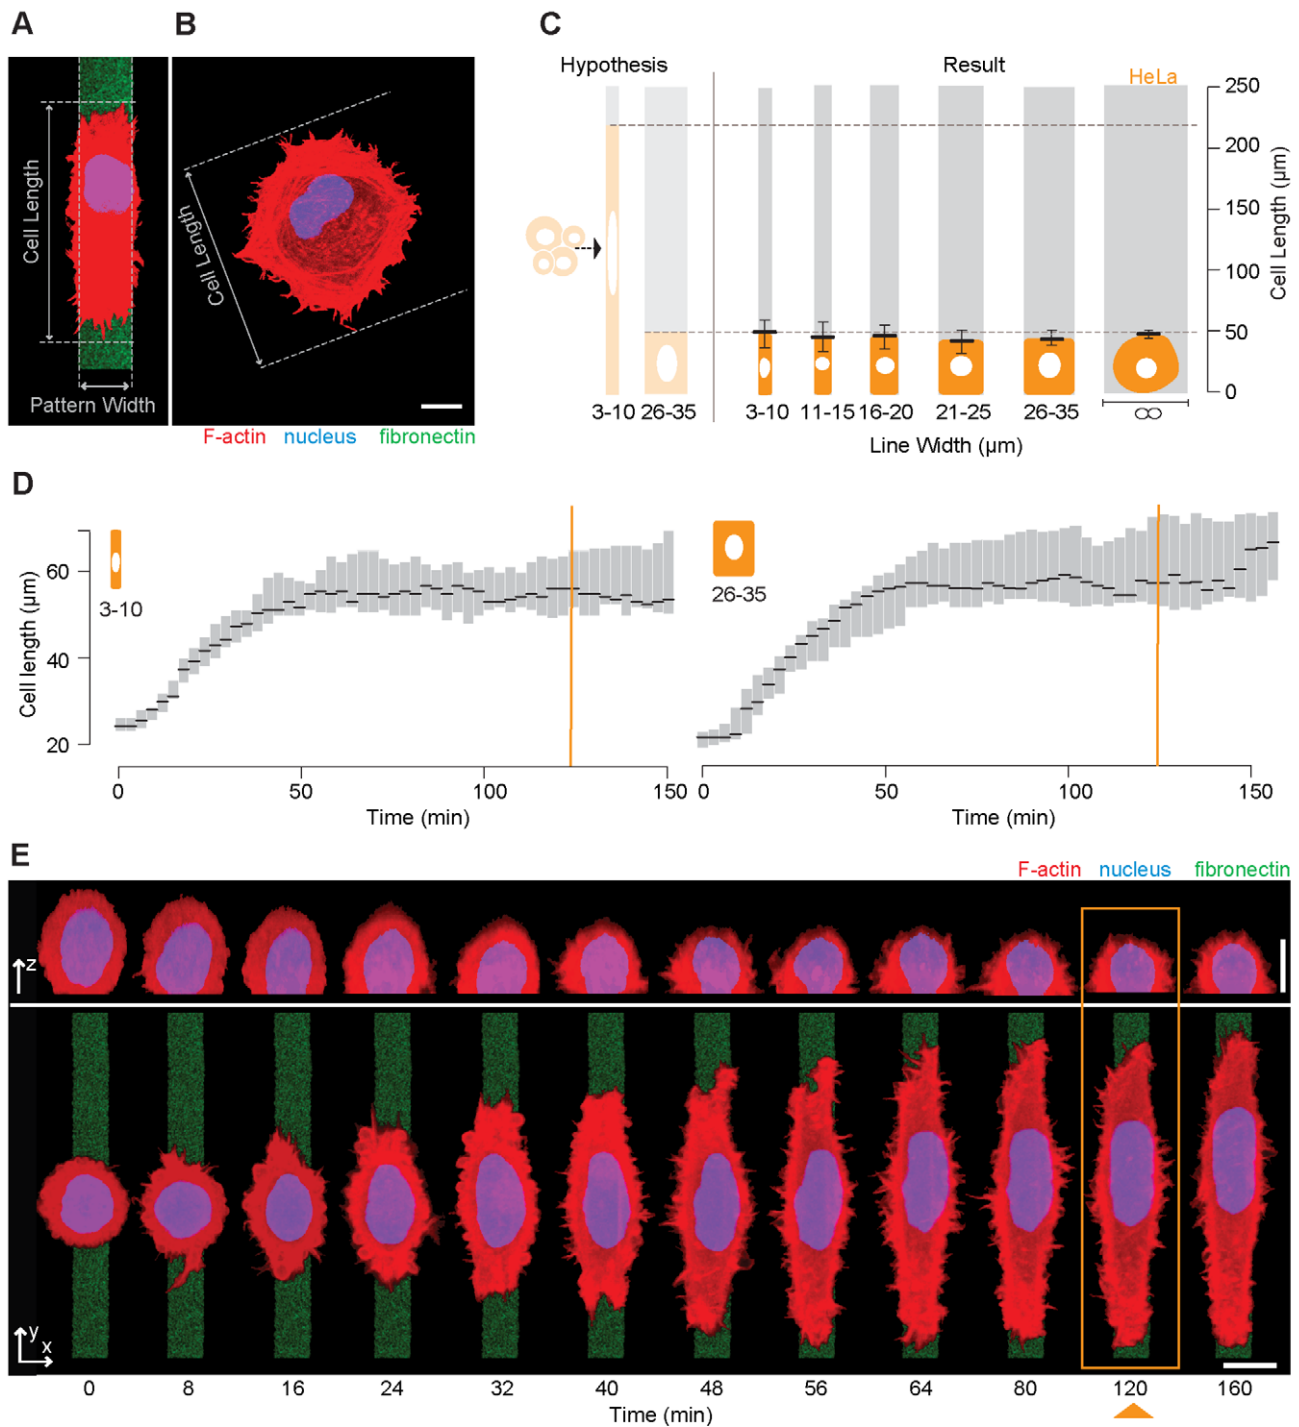 A
B
C
Cell Length
Pattern Width
Cell Length
F-actin nucleus fibronectin
Hypothesis
Result
HeLa
250
200
150
100
50
0
Cell Length (µm)
3-10 26-35
3-10 11-15 16-20 21-25 26-35 ∞
Line Width (µm)
D
60
40
20
Cell length (µm)
3-10
0 50 100 150
Time (min)
26-35
0 50 100 150
Time (min)
E
F-actin nucleus fibronectin
z
y
x
0 8 16 24 32 40 48 56 64 80 120 160
Time (min)